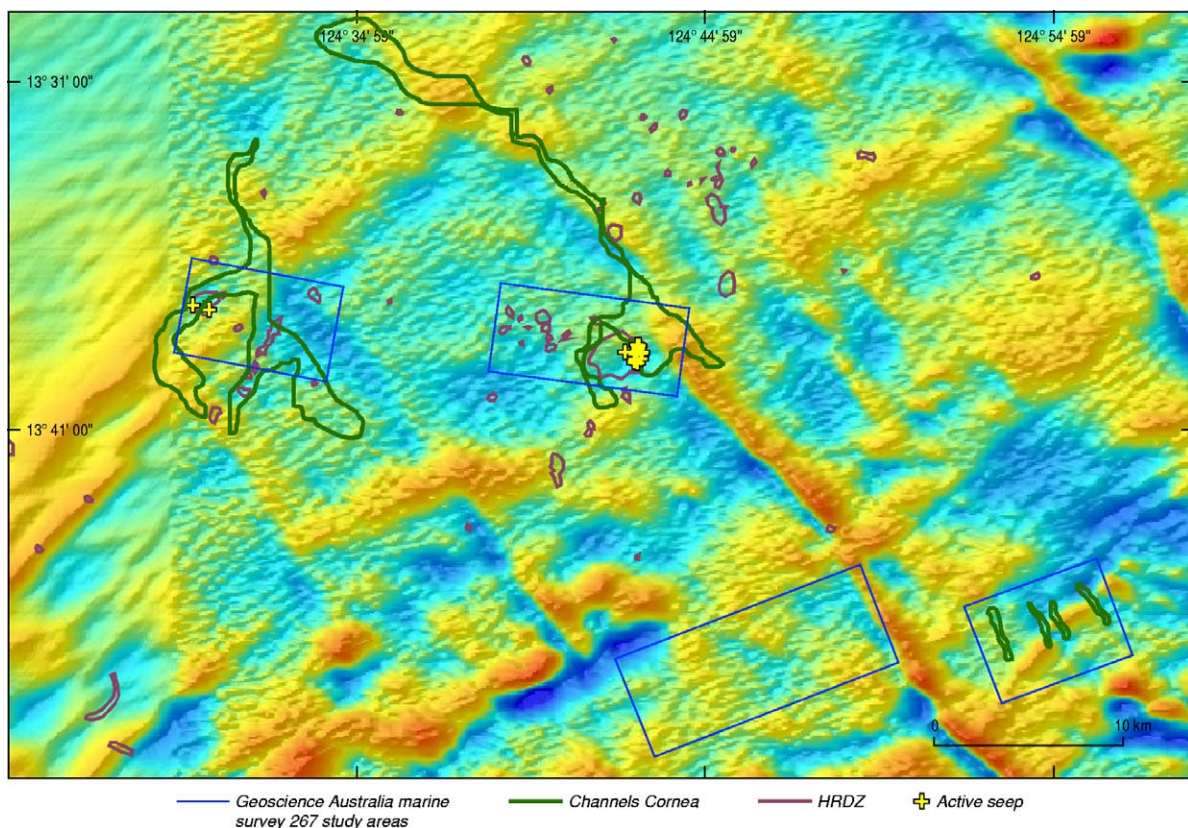 124° 34' 59" 124° 44' 59" 124° 54' 59"
13° 31' 00"
13° 41' 00"
0 10 km
Geoscience Australia marine
survey 267 study areas
Channels Cornea
HRDZ
Active seep